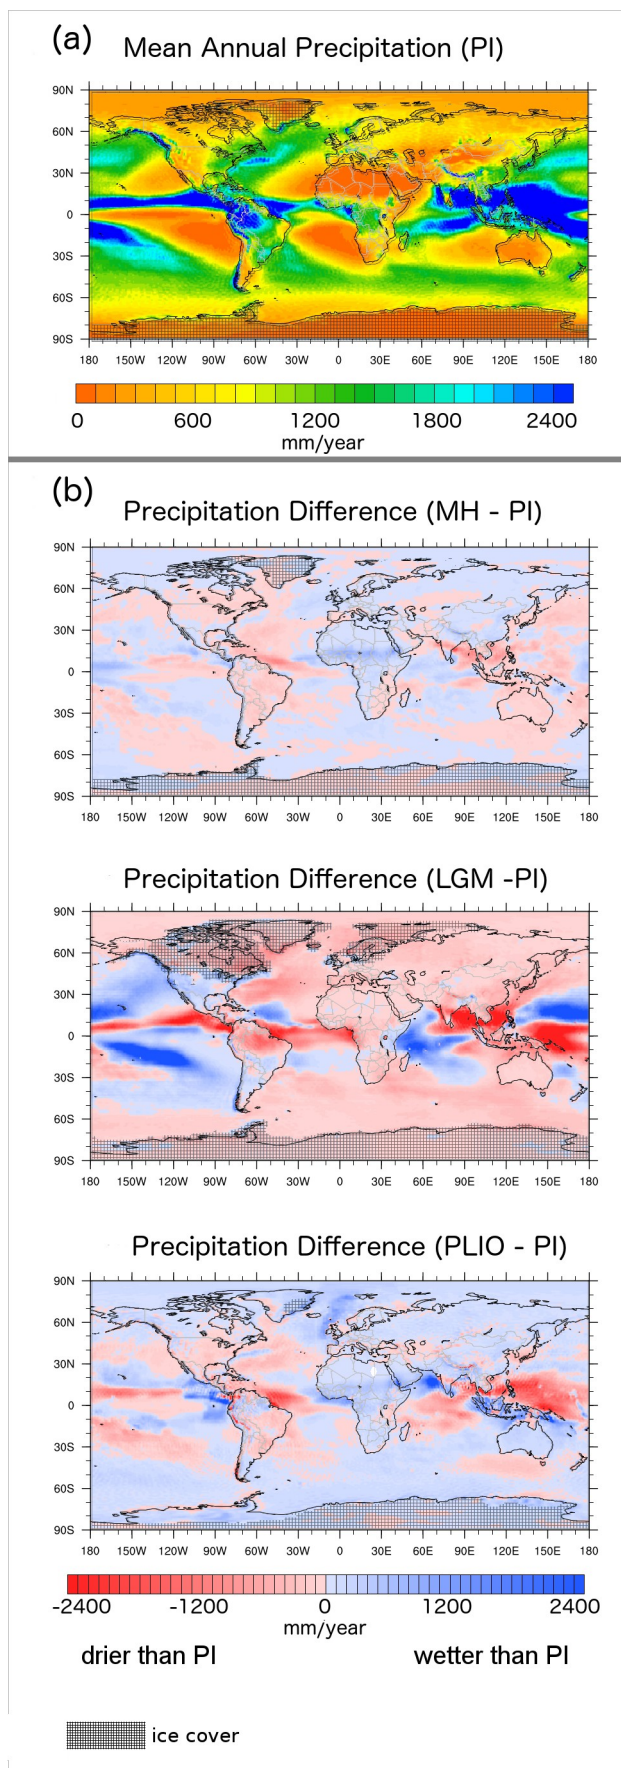 (a)
Mean Annual Precipitation (PI)
90N
60N
30N
0
30S
60S
90S
180 150W 120W 90W 60W 30W 0 30E 60E 90E 120E 150E 180
0 600 1200 1800 2400
mm/year
(b)
Precipitation Difference (MH - PI)
90N
60N
30N
0
30S
60S
90S
180 150W 120W 90W 60W 30W 0 30E 60E 90E 120E 150E 180
Precipitation Difference (LGM -PI)
90N
60N
30N
0
30S
60S
90S
180 150W 120W 90W 60W 30W 0 30E 60E 90E 120E 150E 180
Precipitation Difference (PLIO - PI)
90N
60N
30N
0
30S
60S
90S
180 150W 120W 90W 60W 30W 0 30E 60E 90E 120E 150E 180
-2400 -1200 0 1200 2400
mm/year
drier than PI wetter than PI
ice cover